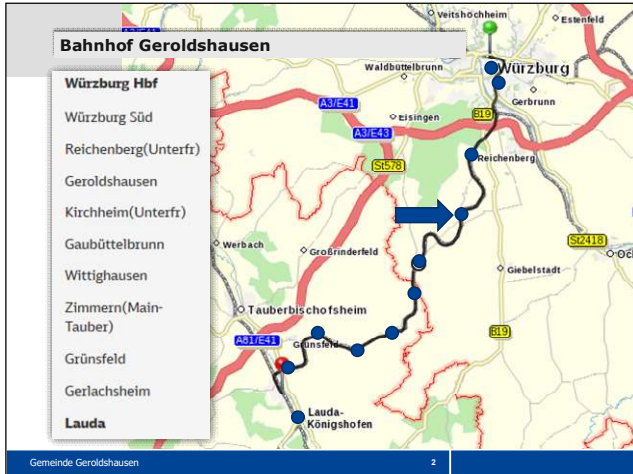 Bahnhof Geroldshausen
Würzburg Hbf
Würzburg Süd
Reichenberg(Unterfr)
Geroldshausen
Kirchheim(Unterfr)
Gaubüttelbrunn
Wittighausen
Zimmern(Main-
Tauber)
Grünsfeld
Gerlachsheim
Lauda
Veitshöchheim
Estenfeld
Waldbüttelbrunn
Würzburg
Gerbrunn
A3/E41
Eisingen
B19
A3/E43
St578
Reichenberg
Werbach
Großrinderfeld
St2418
Giebelstadt
Tauberbischofsheim
B19
A81/E41
Grünsfeld
Lauda-
Königshofen
Gemeinde Geroldshausen
2